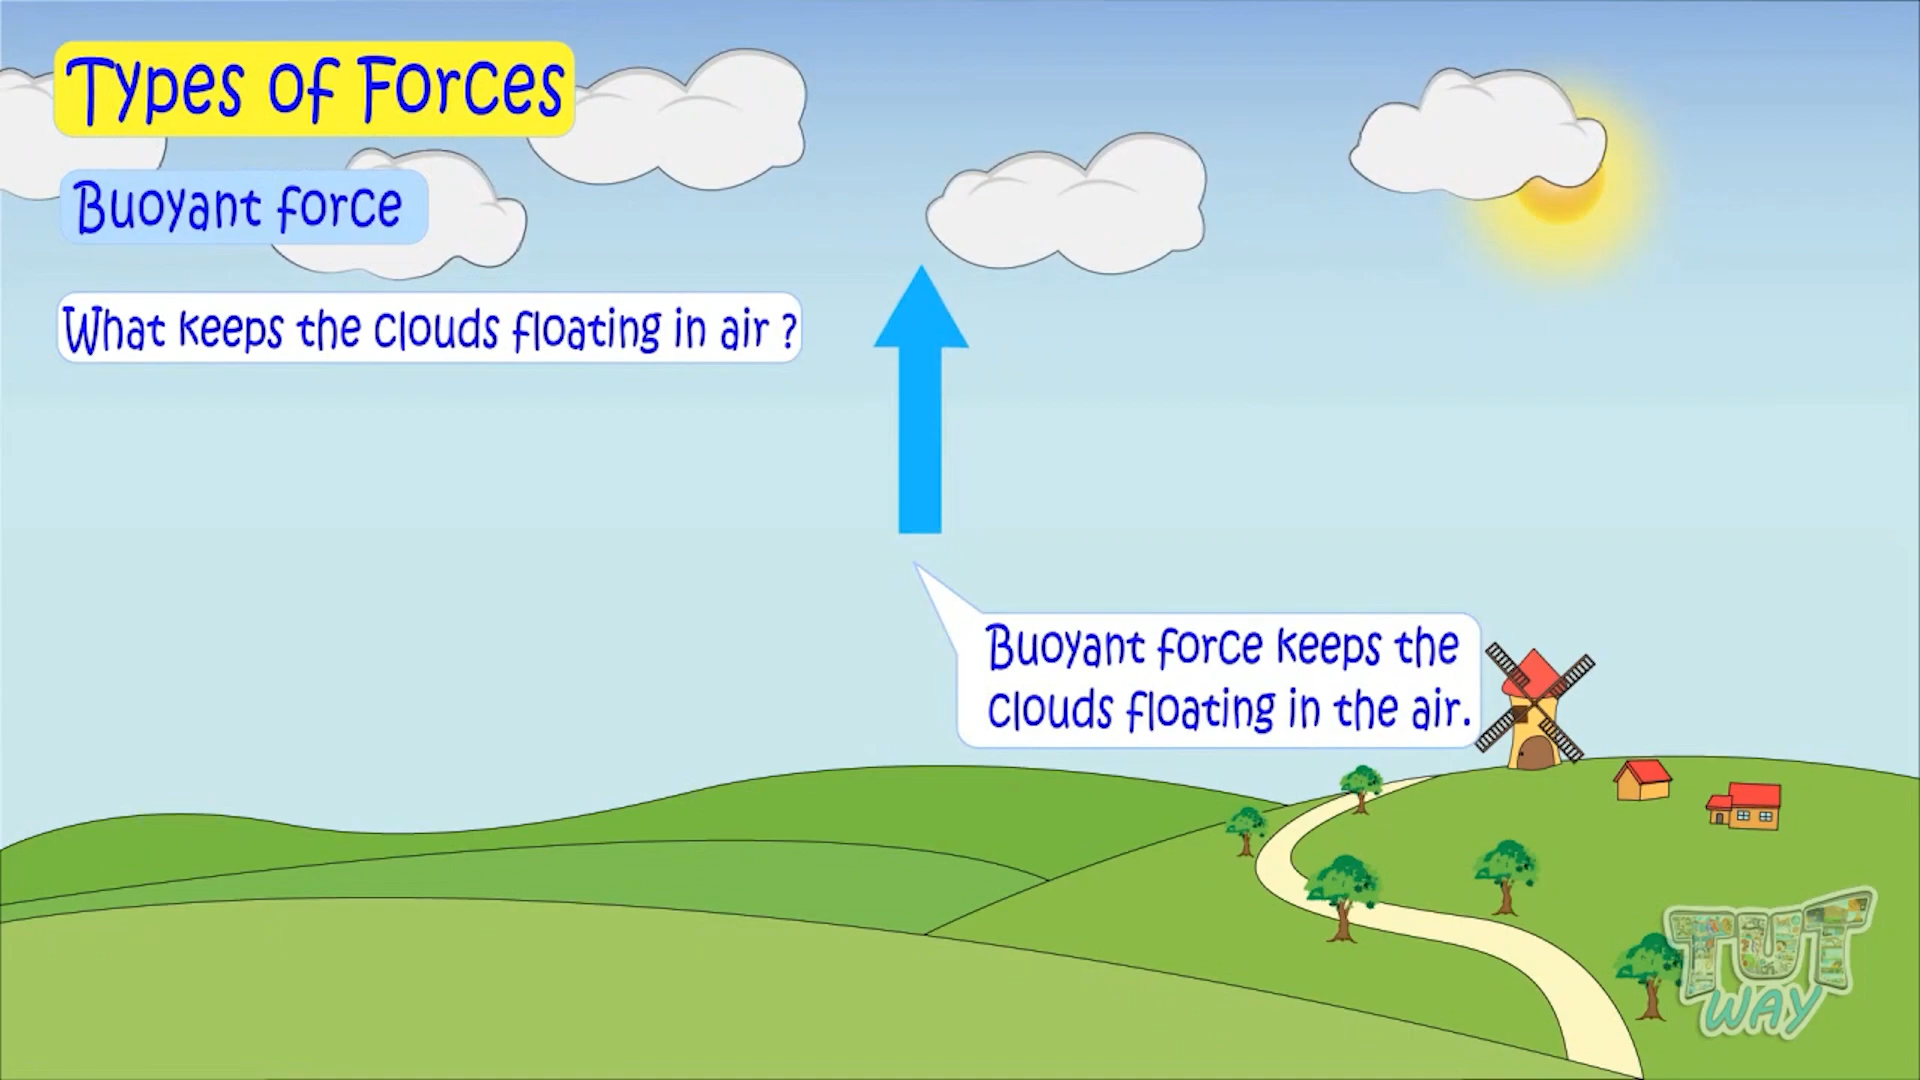 Types of Forces
Buoyant force
What keeps the clouds floating in air ?
Buoyant force keeps the
clouds floating in the air.
TUT
WAY